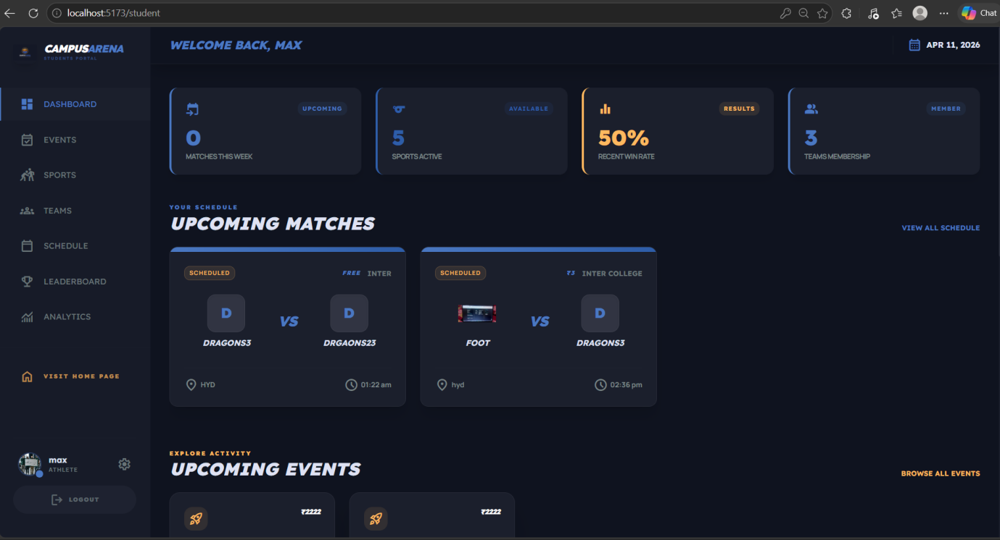 localhost:5173/student
Chat
CAMPUSARENA
STUDENTS PORTAL
WELCOME BACK, MAX
APR 11, 2026
DASHBOARD
EVENTS
SPORTS
TEAMS
SCHEDULE
LEADERBOARD
ANALYTICS
VISIT HOME PAGE
max
ATHLETE
LOGOUT
UPCOMING
0
MATCHES THIS WEEK
AVAILABLE
5
SPORTS ACTIVE
RESULTS
50%
RECENT WIN RATE
MEMBER
3
TEAMS MEMBERSHIP
YOUR SCHEDULE
UPCOMING MATCHES
VIEW ALL SCHEDULE
SCHEDULED FREE INTER
D VS D
DRAGONS3 DRGAONS23
HYD 01:22 am
SCHEDULED ₹3 INTER COLLEGE
VS D
FOOT DRAGONS3
hyd 02:36 pm
EXPLORE ACTIVITY
UPCOMING EVENTS
BROWSE ALL EVENTS
₹2222
₹2222